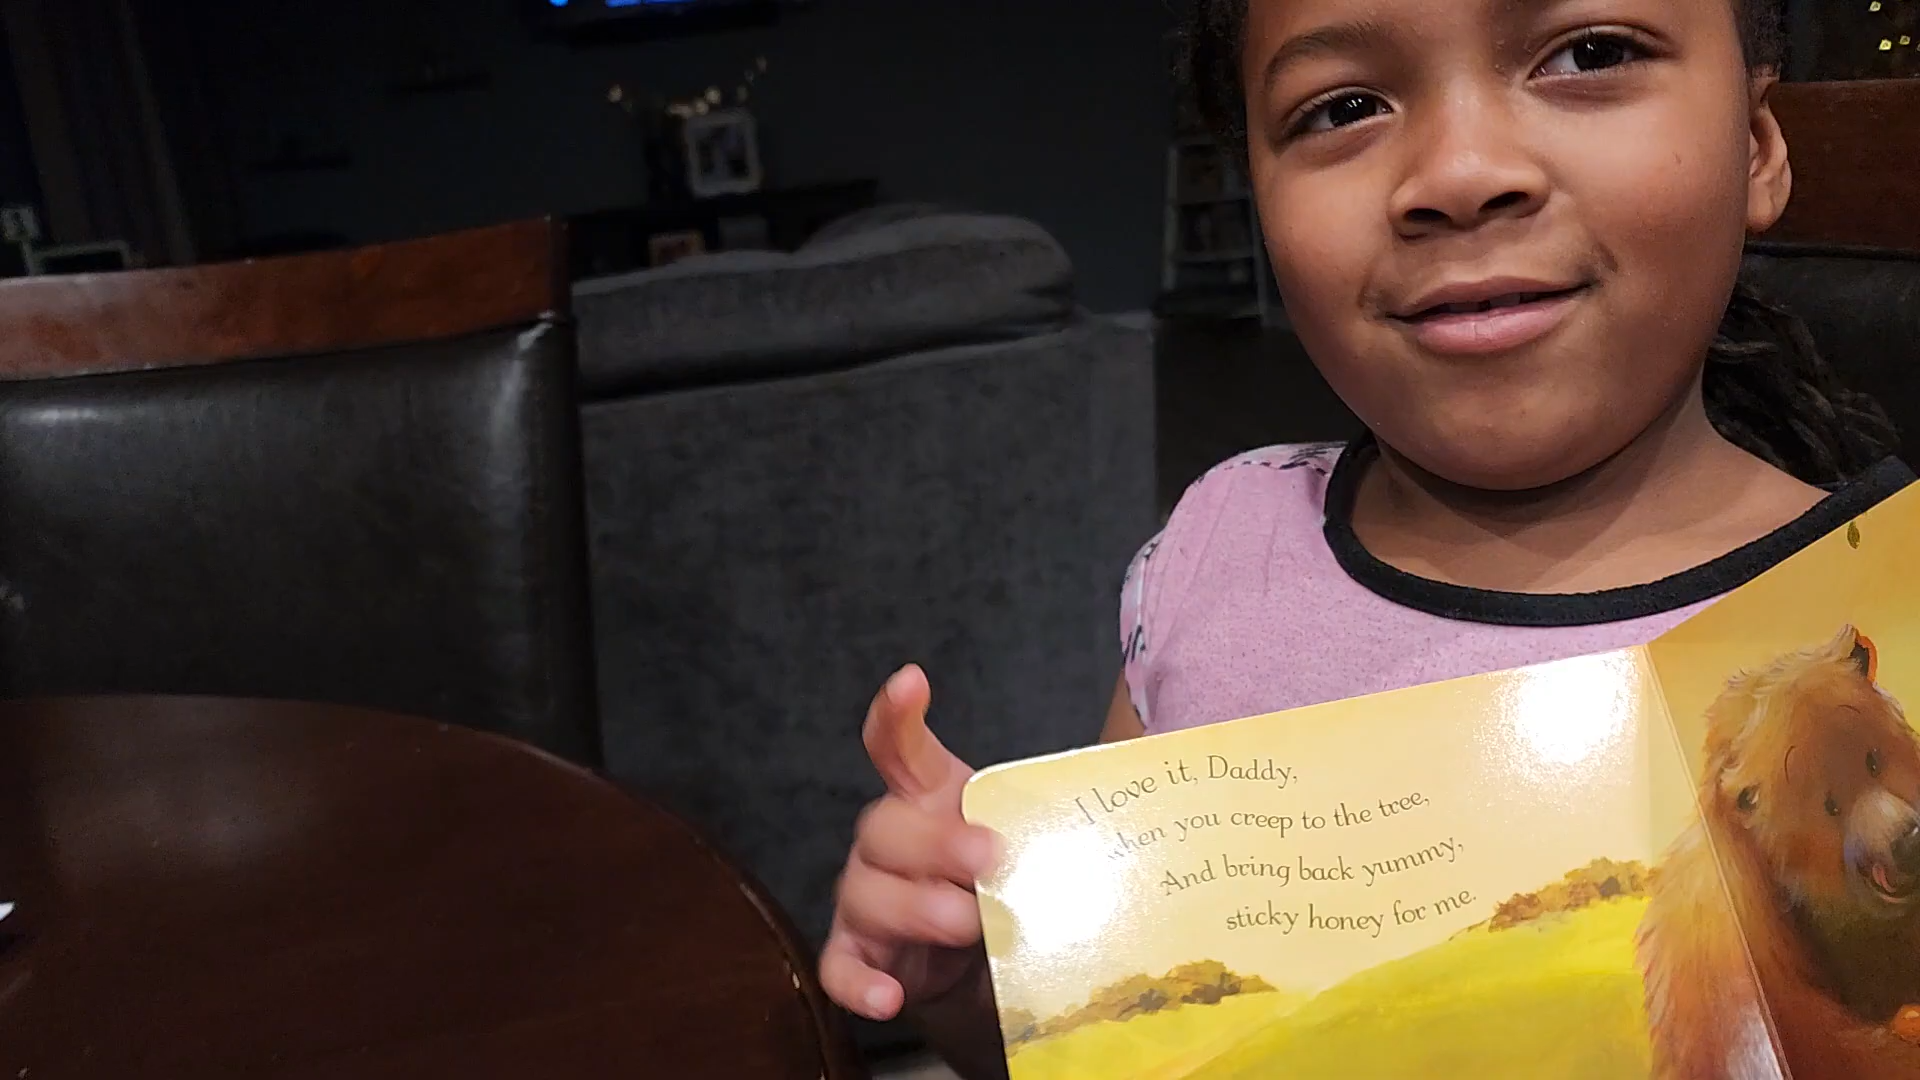 I love it, Daddy,
when you creep to the tree,
And bring back yummy,
sticky honey for me.